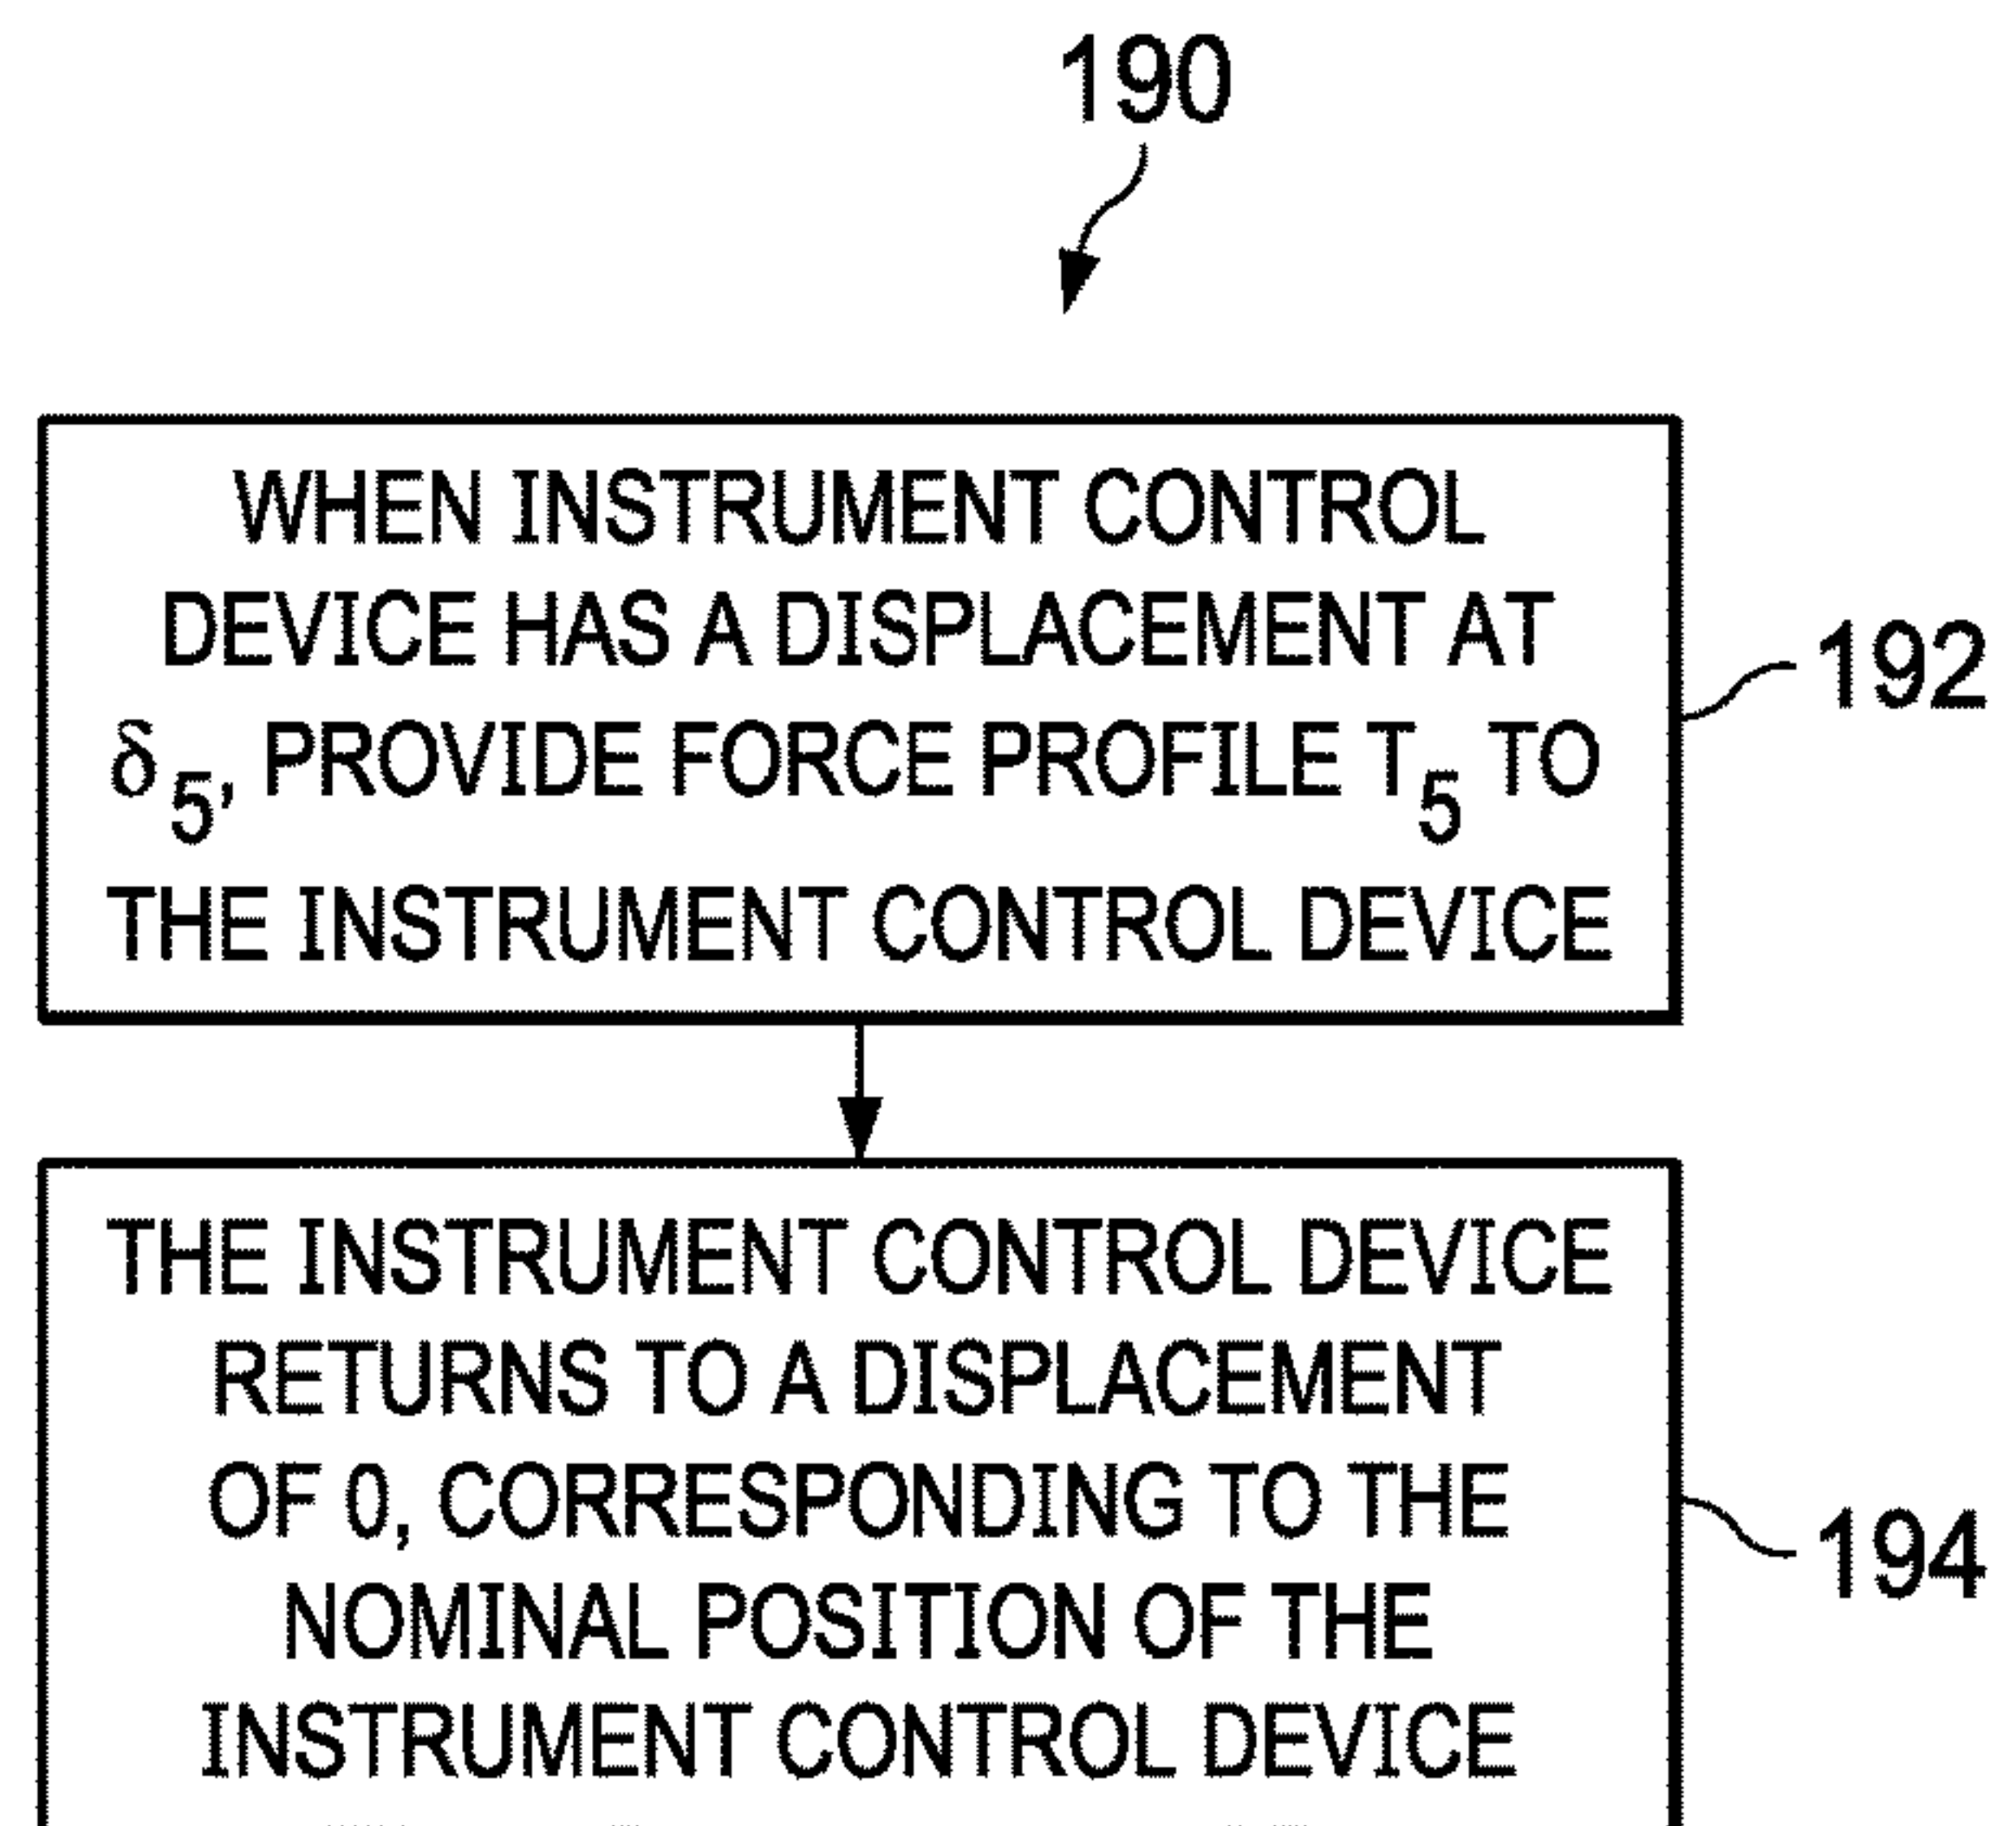 190
WHEN INSTRUMENT CONTROL
DEVICE HAS A DISPLACEMENT AT
δ5, PROVIDE FORCE PROFILE T5 TO
THE INSTRUMENT CONTROL DEVICE
192
THE INSTRUMENT CONTROL DEVICE
RETURNS TO A DISPLACEMENT
OF 0, CORRESPONDING TO THE
NOMINAL POSITION OF THE
INSTRUMENT CONTROL DEVICE
194